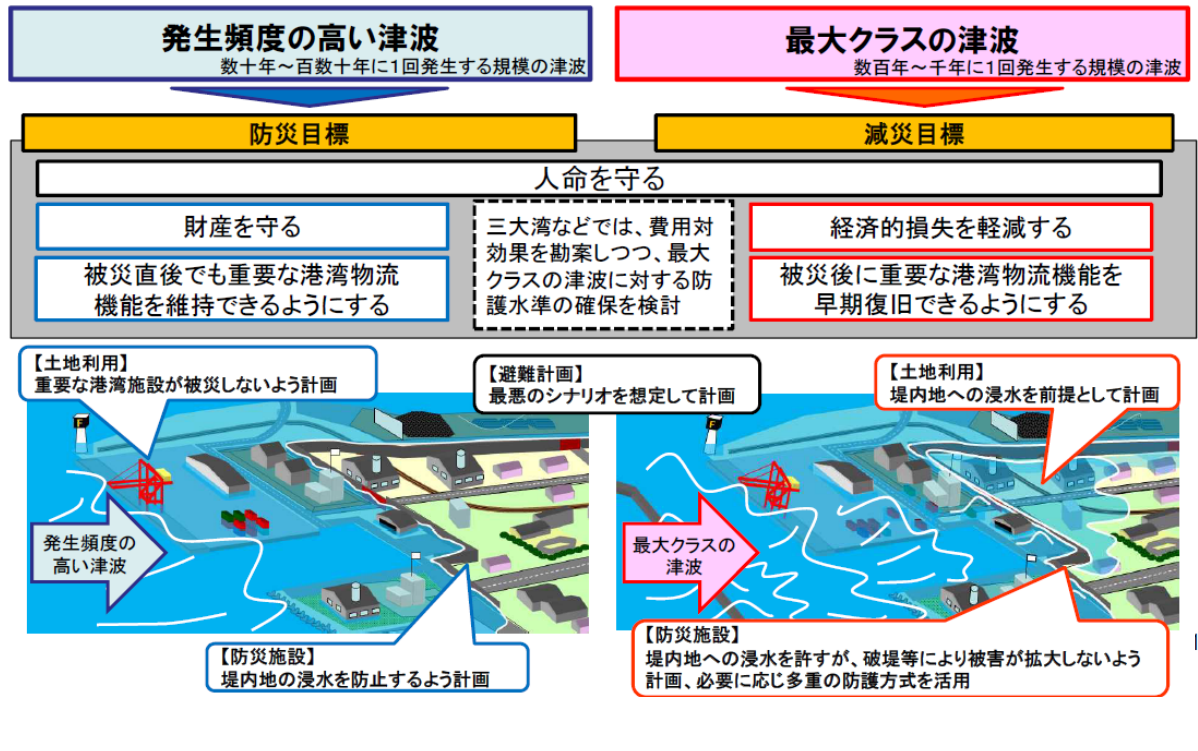 発生頻度の高い津波
数十年～百数十年に1回発生する規模の津波
最大クラスの津波
数百年～千年に1回発生する規模の津波
防災目標
減災目標
人命を守る
財産を守る
被災直後でも重要な港湾物流
機能を維持できるようにする
三大湾などでは、費用対
効果を勘案しつつ、最大
クラスの津波に対する防
護水準の確保を検討
経済的損失を軽減する
被災後に重要な港湾物流機能を
早期復旧できるようにする
【土地利用】
重要な港湾施設が被災しないよう計画
【避難計画】
最悪のシナリオを想定して計画
【土地利用】
堤内地への浸水を前提として計画
F
F
発生頻度の
高い津波
最大クラスの
津波
【防災施設】
堤内地の浸水を防止するよう計画
【防災施設】
堤内地への浸水を許すが、破堤等により被害が拡大しないよう
計画、必要に応じ多重の防護方式を活用